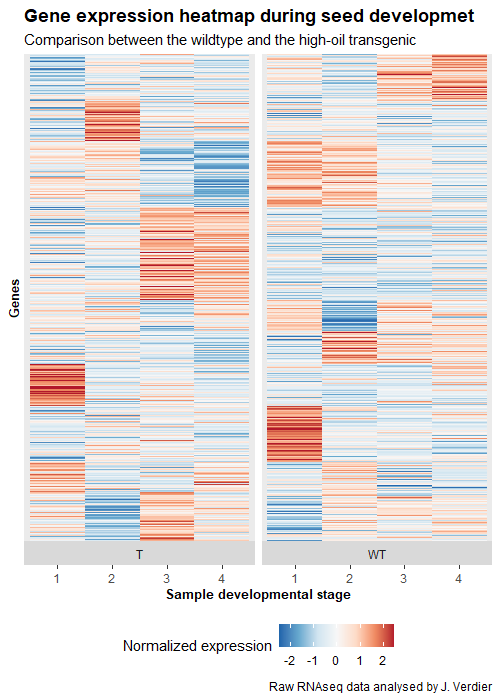 Gene expression heatmap during seed developmet
Comparison between the wildtype and the high-oil transgenic
Genes
T WT
1 2 3 4 1 2 3 4
Sample developmental stage
Normalized expression
-2 -1 0 1 2
Raw RNAseq data analysed by J. Verdier